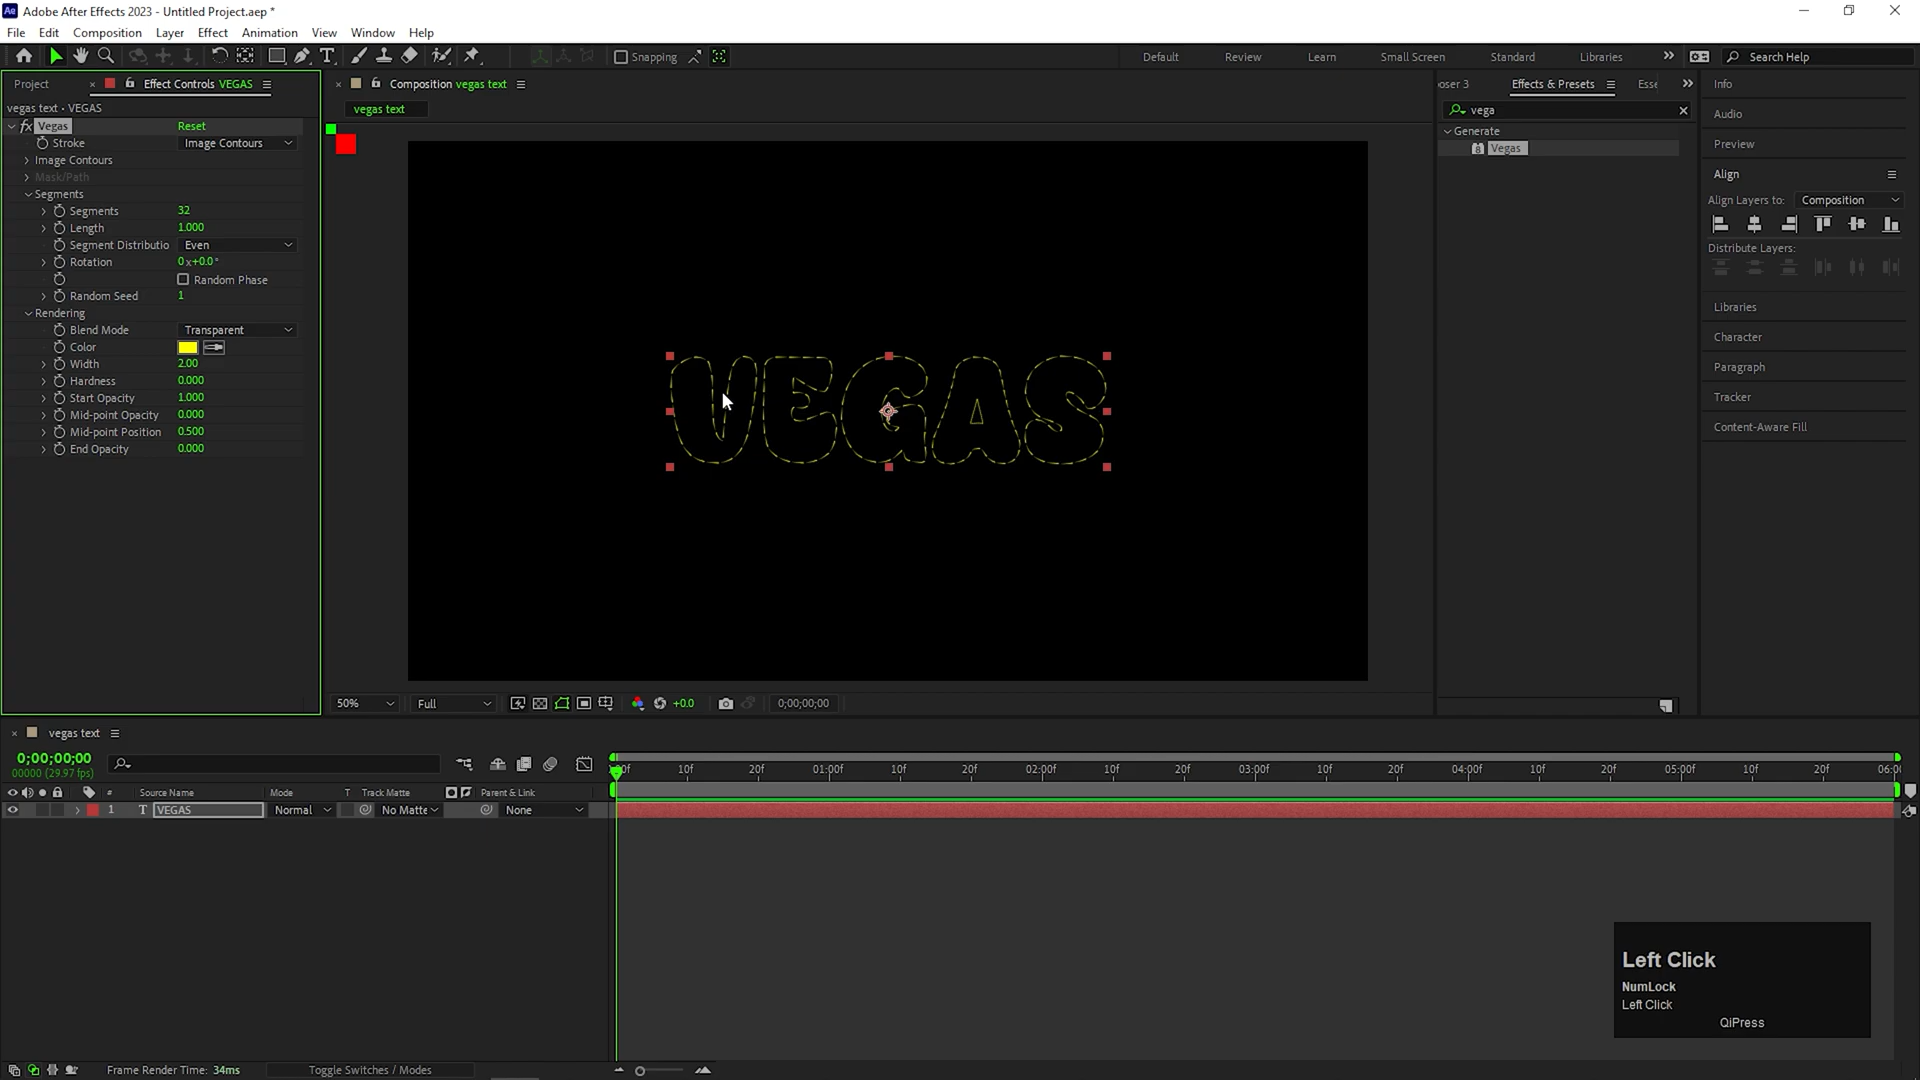 Adobe After Effects 2023 - Untitled Project.aep *
File Edit Composition Layer Effect Animation View Window Help
Snapping
Default Review Learn Small Screen Standard Libraries
Search Help
Project
Effect Controls VEGAS
vegas text • VEGAS
fx Vegas Reset
Stroke Image Contours
Image Contours
Mask/Path
Segments
Segments 32
Length 1.000
Segment Distributio Even
Rotation 0x+0.0°
Random Phase
Random Seed 1
Rendering
Blend Mode Transparent
Color
Width 2.00
Hardness 0.000
Start Opacity 1.000
Mid-point Opacity 0.000
Mid-point Position 0.500
End Opacity 0.000
Composition vegas text
vegas text
VEGAS
50% Full +0.0 0;00;00;00
oser 3 Effects & Presets Esse
vega
Generate
8 Vegas
Info
Audio
Preview
Align
Align Layers to: Composition
Distribute Layers:
Libraries
Character
Paragraph
Tracker
Content-Aware Fill
vegas text
0;00;00;00
00000 (29.97 fps)
# Source Name Mode T Track Matte Parent & Link
1 T VEGAS Normal No Matte None
:00f 10f 20f 01:00f 10f 20f 02:00f 10f 20f 03:00f 10f 20f 04:00f 10f 20f 05:00f 10f 20f 06:00
Left Click
NumLock
Left Click
QiPress
Frame Render Time: 34ms
Toggle Switches / Modes